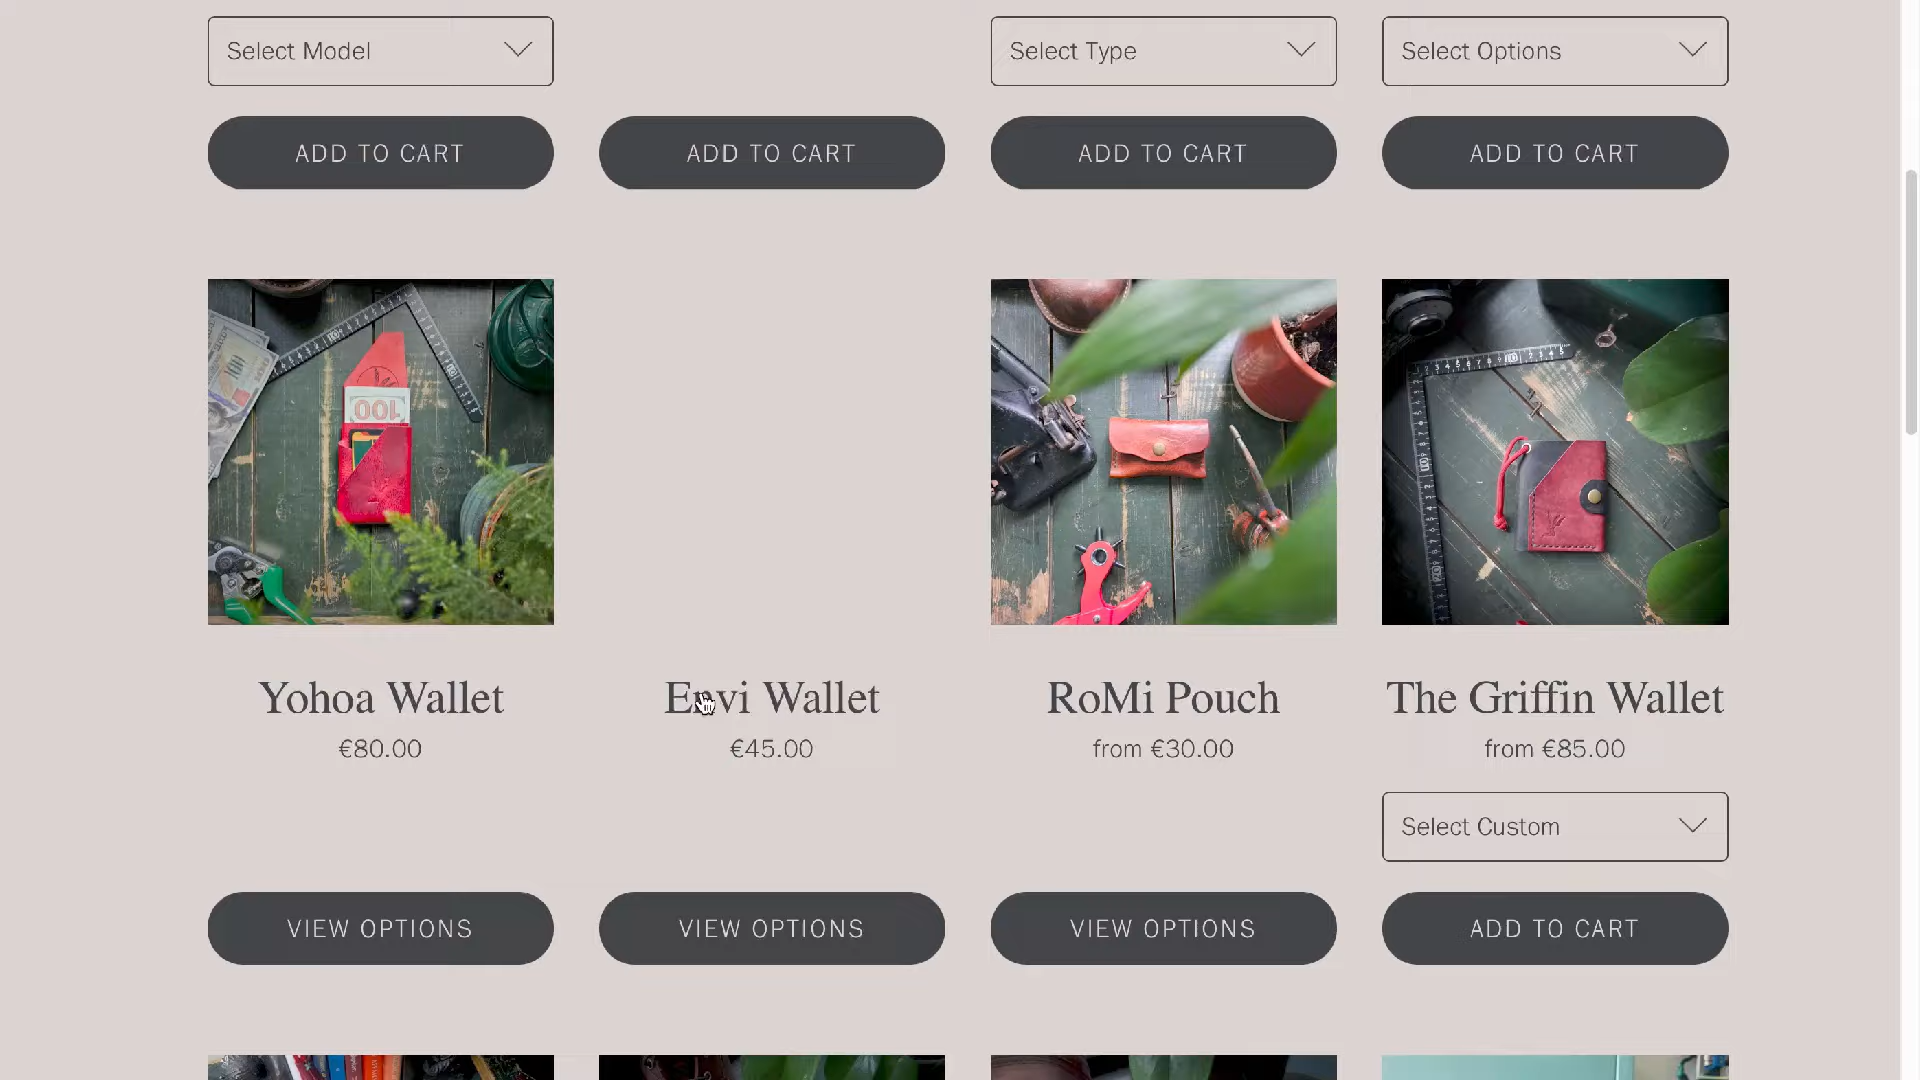 Select Model
Select Type
Select Options
ADD TO CART
ADD TO CART
ADD TO CART
ADD TO CART
100
Yohoa Wallet
Envi Wallet
RoMi Pouch
The Griffin Wallet
€80.00
€45.00
from €30.00
from €85.00
Select Custom
VIEW OPTIONS
VIEW OPTIONS
VIEW OPTIONS
ADD TO CART